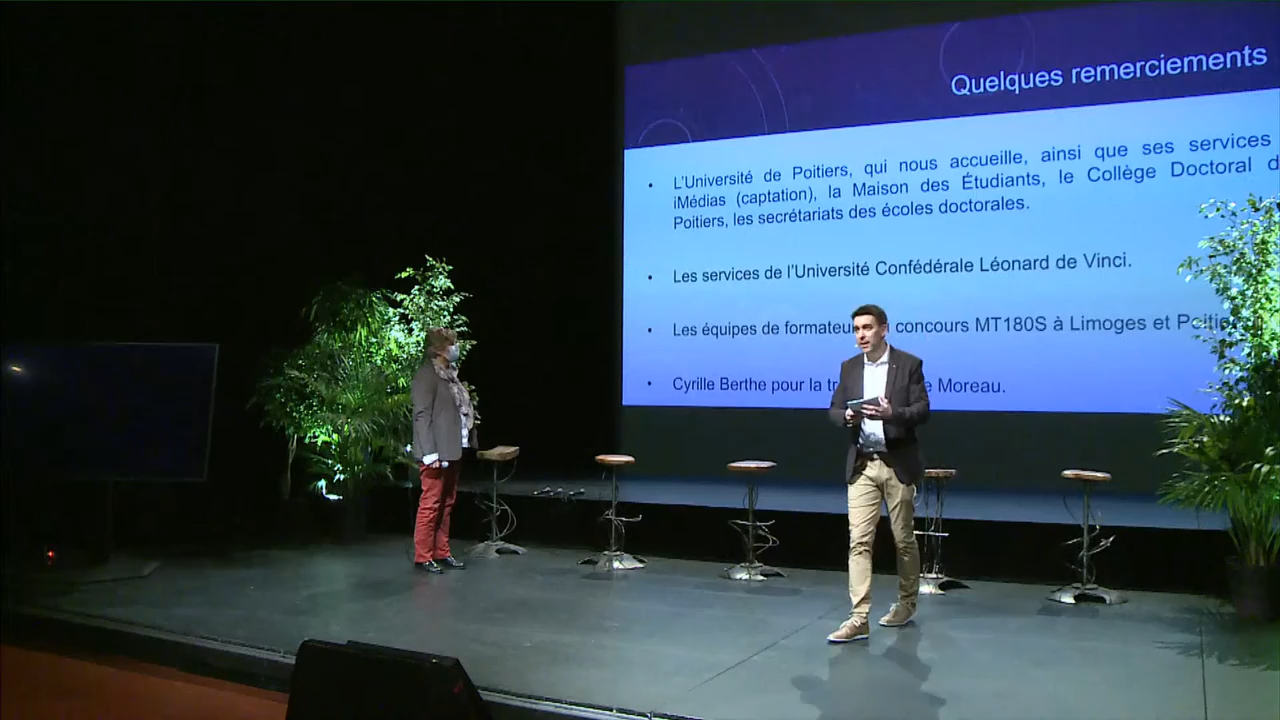 Quelques remerciements
• L'Université de Poitiers, qui nous accueille, ainsi que ses services
iMédias (captation), la Maison des Étudiants, le Collège Doctoral d
Poitiers, les secrétariats des écoles doctorales.
• Les services de l'Université Confédérale Léonard de Vinci.
• Les équipes de formateu concours MT180S à Limoges et Poitie
• Cyrille Berthe pour la tr e Moreau.